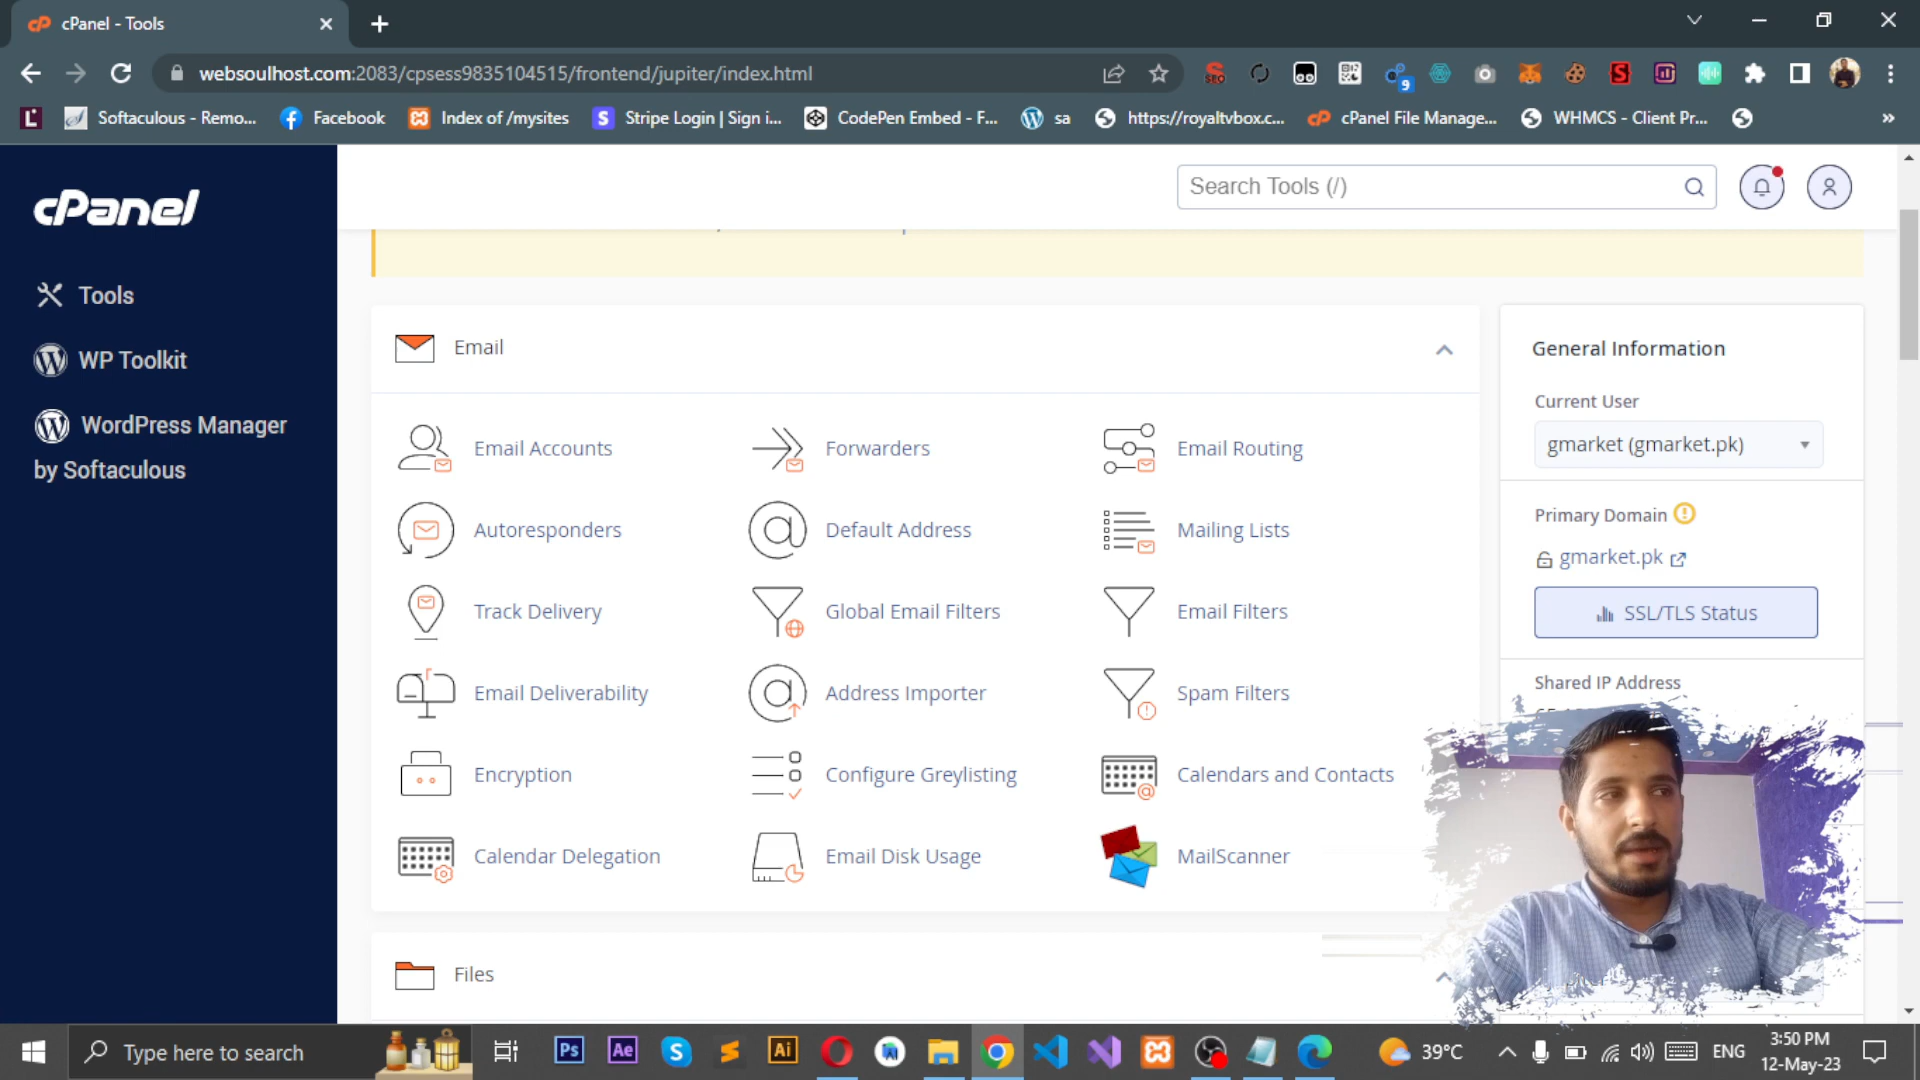 cPanel - Tools
websoulhost.com:2083/cpsess9835104515/frontend/jupiter/index.html
SEO
9
Softaculous - Remo...
Facebook
Index of /mysites
Stripe Login | Sign i...
CodePen Embed - F...
sa
https://royaltvbox.c...
cPanel File Manage...
WHMCS - Client Pr...
»
cPanel
Search Tools (/)
Tools
WP Toolkit
WordPress Manager
by Softaculous
Email
Email Accounts
Forwarders
Email Routing
Autoresponders
Default Address
Mailing Lists
Track Delivery
Global Email Filters
Email Filters
Email Deliverability
Address Importer
Spam Filters
Encryption
Configure Greylisting
Calendars and Contacts
Calendar Delegation
Email Disk Usage
MailScanner
Files
General Information
Current User
gmarket (gmarket.pk)
Primary Domain
gmarket.pk
SSL/TLS Status
Shared IP Address
Type here to search
Ps
Ae
Ai
39°C
ENG
3:50 PM
12-May-23